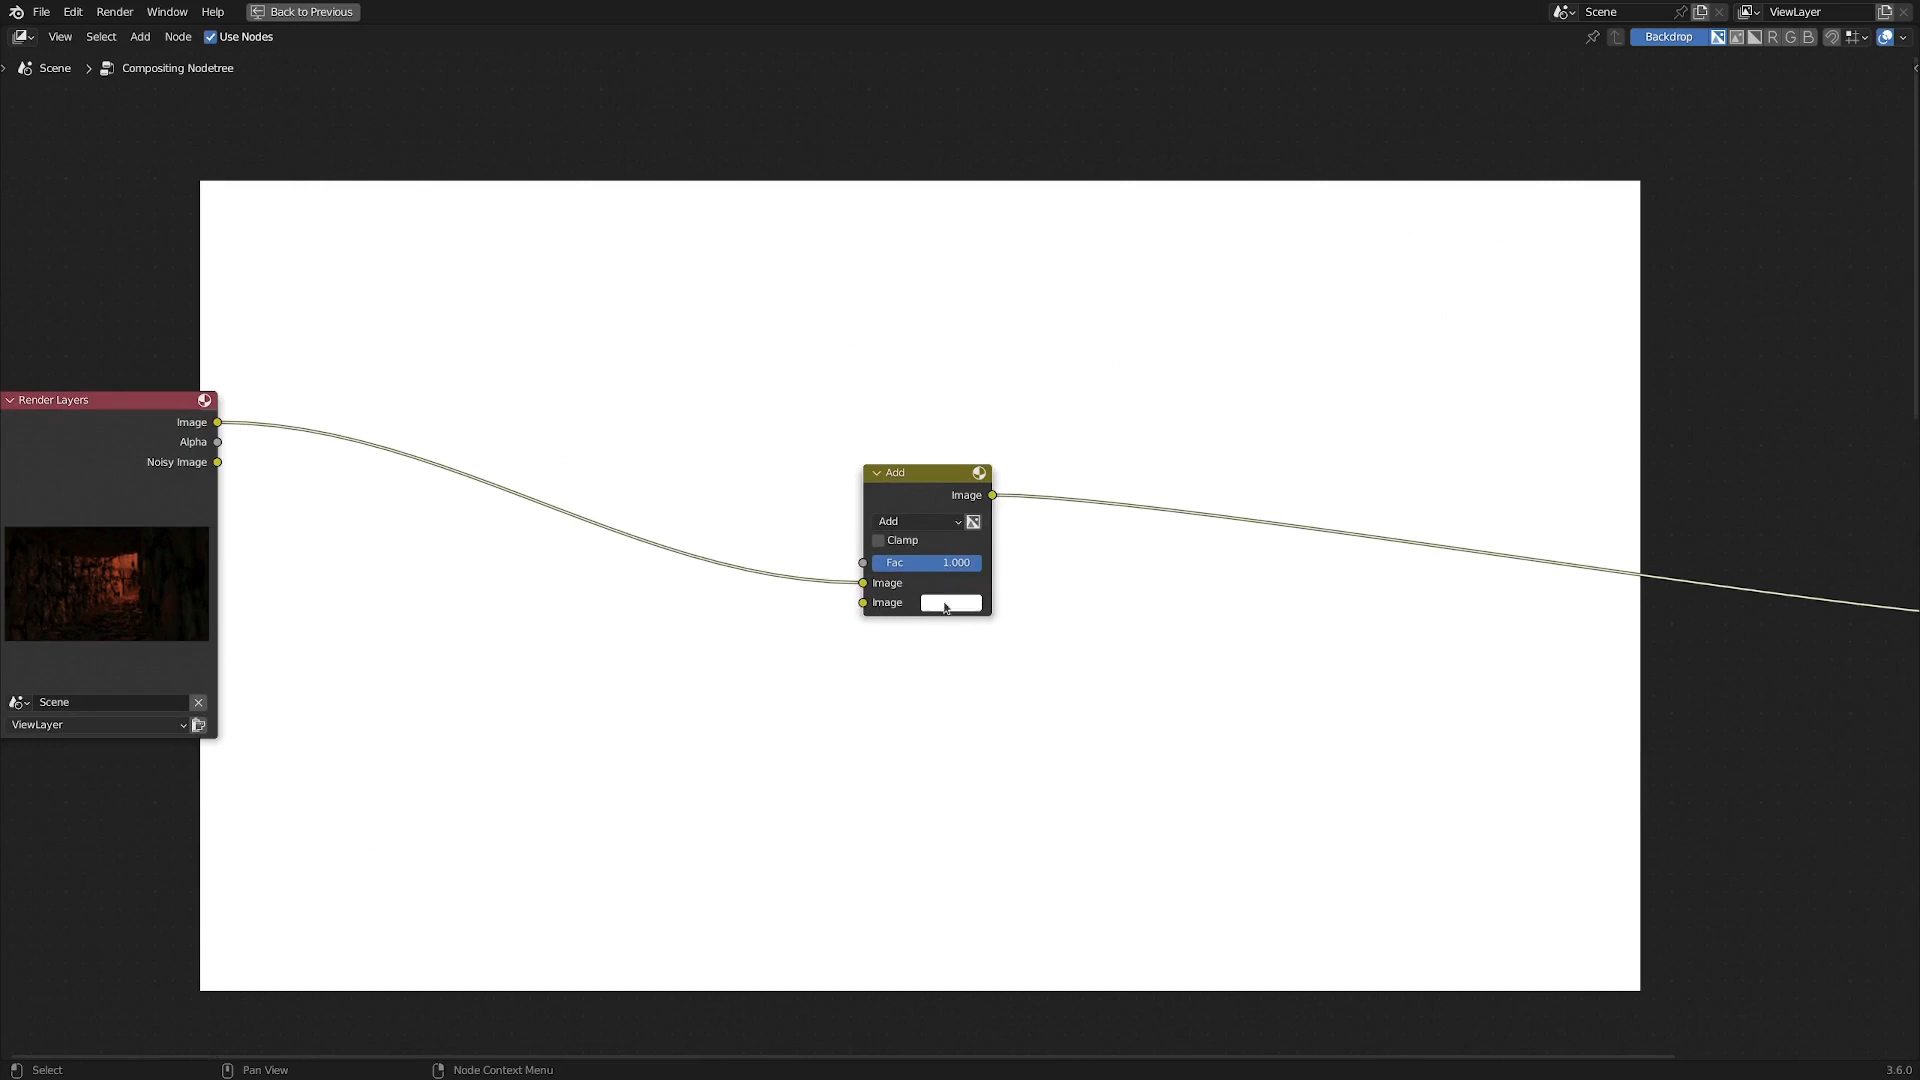 File Edit Render Window Help Back to Previous Scene ViewLayer
View Select Add Node Use Nodes Backdrop R G B
Scene > Compositing Nodetree
Render Layers
Image
Alpha
Noisy Image
Scene
ViewLayer
Add
Image
Add
Clamp
Fac 1.000
Image
Image
Select Pan View Node Context Menu 3.6.0